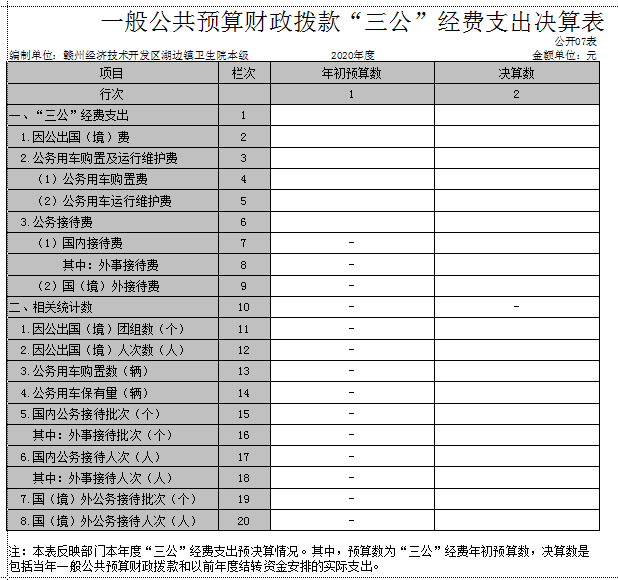 一般公共预算财政拨款“三公”经费支出决算表
公开07表
编制单位：赣州经济技术开发区湖边镇卫生院本级 2020年度 金额单位：元
项目 栏次 年初预算数 决算数
行次 1 2
一、“三公”经费支出 1
1.因公出国（境）费 2
2.公务用车购置及运行维护费 3
（1）公务用车购置费 4
（2）公务用车运行维护费 5
3.公务接待费 6
（1）国内接待费 7 -
其中：外事接待费 8 -
（2）国（境）外接待费 9 -
二、相关统计数 10 - -
1.因公出国（境）团组数（个） 11 -
2.因公出国（境）人次数（人） 12 -
3.公务用车购置数（辆） 13 -
4.公务用车保有量（辆） 14 -
5.国内公务接待批次（个） 15 -
其中：外事接待批次（个） 16 -
6.国内公务接待人次（人） 17 -
其中：外事接待人次（人） 18 -
7.国（境）外公务接待批次（个） 19 -
8.国（境）外公务接待人次（人） 20 -
注：本表反映部门本年度“三公”经费支出预决算情况。其中，预算数为“三公”经费年初预算数，决算数是
包括当年一般公共预算财政拨款和以前年度结转资金安排的实际支出。